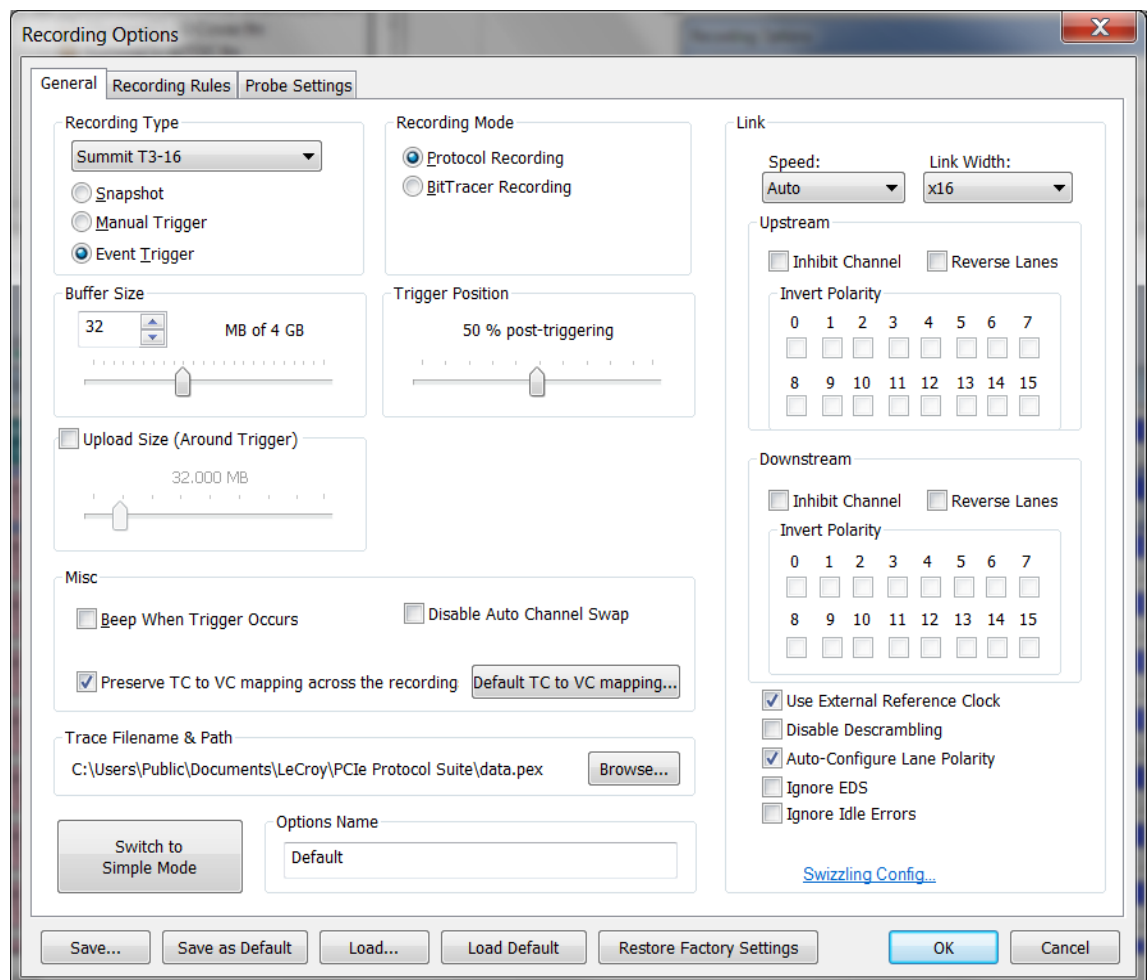 Recording Options
General Recording Rules Probe Settings
Recording Type
Summit T3-16
Snapshot
Manual Trigger
Event Trigger
Recording Mode
Protocol Recording
BitTracer Recording
Buffer Size
32 MB of 4 GB
Trigger Position
50 % post-triggering
Upload Size (Around Trigger)
32.000 MB
Misc
Beep When Trigger Occurs
Disable Auto Channel Swap
Preserve TC to VC mapping across the recording
Default TC to VC mapping...
Trace Filename & Path
C:\Users\Public\Documents\LeCroy\PCIe Protocol Suite\data.pex
Browse...
Switch to
Simple Mode
Options Name
Default
Link
Speed: Link Width:
Auto x16
Upstream
Inhibit Channel Reverse Lanes
Invert Polarity
0 1 2 3 4 5 6 7
8 9 10 11 12 13 14 15
Downstream
Inhibit Channel Reverse Lanes
Invert Polarity
0 1 2 3 4 5 6 7
8 9 10 11 12 13 14 15
Use External Reference Clock
Disable Descrambling
Auto-Configure Lane Polarity
Ignore EDS
Ignore Idle Errors
Swizzling Config...
Save... Save as Default Load... Load Default Restore Factory Settings OK Cancel